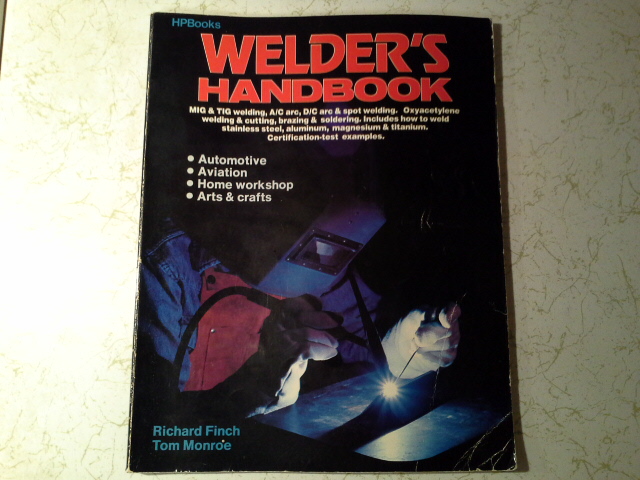 HPBooks
WELDER'S
HANDBOOK
MIG & TIG welding, A/C arc, D/C arc & spot welding. Oxyacetylene
welding & cutting, brazing & soldering. Includes how to weld
stainless steel, aluminum, magnesium & titanium.
Certification-test examples.
• Automotive
• Aviation
• Home workshop
• Arts & crafts
Richard Finch
Tom Monroe